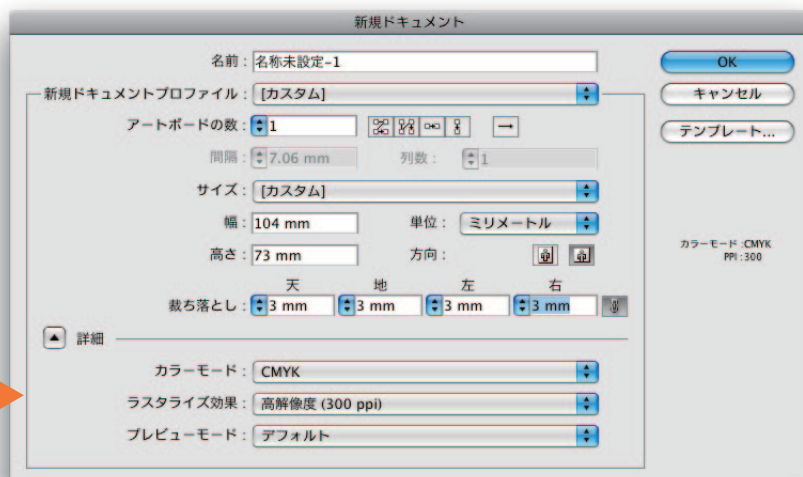 新規ドキュメント
名前 : 名称未設定-1
OK
新規ドキュメントプロファイル : [カスタム]
キャンセル
アートボードの数 : 1
テンプレート...
間隔 : 7.06 mm 列数 : 1
サイズ : [カスタム]
幅 : 104 mm 単位 : ミリメートル
高さ : 73 mm 方向 :
カラーモード :CMYK
PPI :300
天 地 左 右
裁ち落とし : 3 mm 3 mm 3 mm 3 mm
詳細
カラーモード : CMYK
ラスタライズ効果 : 高解像度 (300 ppi)
プレビューモード : デフォルト